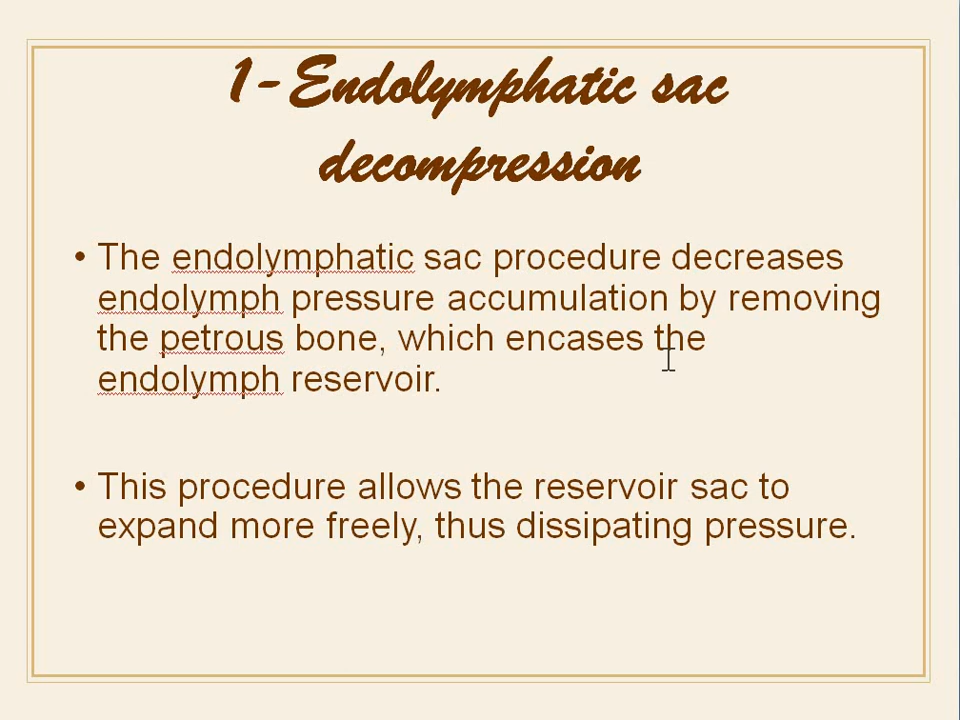 1- Endolymphatic sac
decompression
• The endolymphatic sac procedure decreases
endolymph pressure accumulation by removing
the petrous bone, which encases the
endolymph reservoir.
• This procedure allows the reservoir sac to
expand more freely, thus dissipating pressure.